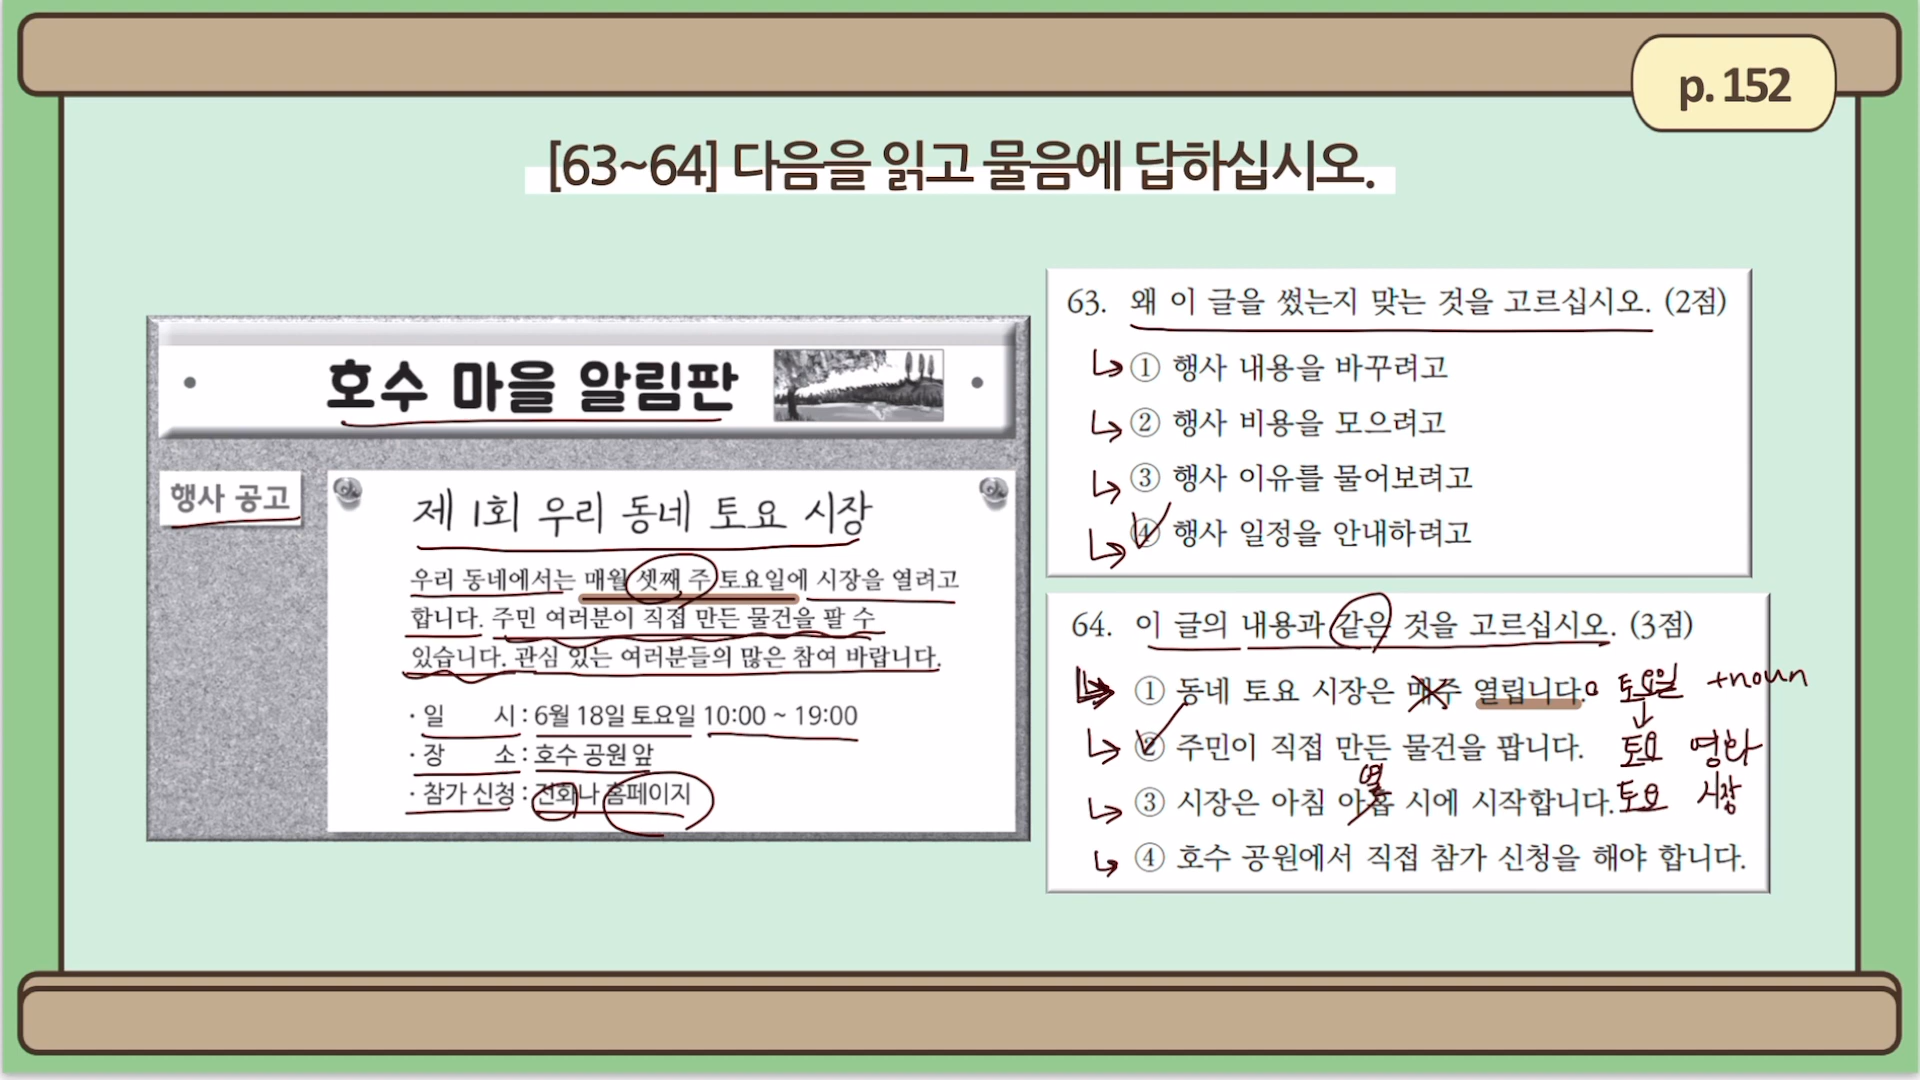 p. 152
[63~64] 다음을 읽고 물음에 답하십시오.
호수 마을 알림판
행사 공고
제 1회 우리 동네 토요 시장
우리 동네에서는 매월 셋째 주 토요일에 시장을 열려고
합니다. 주민 여러분이 직접 만든 물건을 팔 수
있습니다. 관심 있는 여러분들의 많은 참여 바랍니다.
· 일 시 : 6월 18일 토요일 10:00 ~ 19:00
· 장 소 : 호수 공원 앞
· 참가 신청 : 전화나 홈페이지
63. 왜 이 글을 썼는지 맞는 것을 고르십시오. (2점)
① 행사 내용을 바꾸려고
② 행사 비용을 모으려고
③ 행사 이유를 물어보려고
④ 행사 일정을 안내하려고
64. 이 글의 내용과 같은 것을 고르십시오. (3점)
① 동네 토요 시장은 매주 열립니다. 토요일 +noun
② 주민이 직접 만든 물건을 팝니다. 토요 영화
열
③ 시장은 아침 아홉 시에 시작합니다. 토요 시장
④ 호수 공원에서 직접 참가 신청을 해야 합니다.